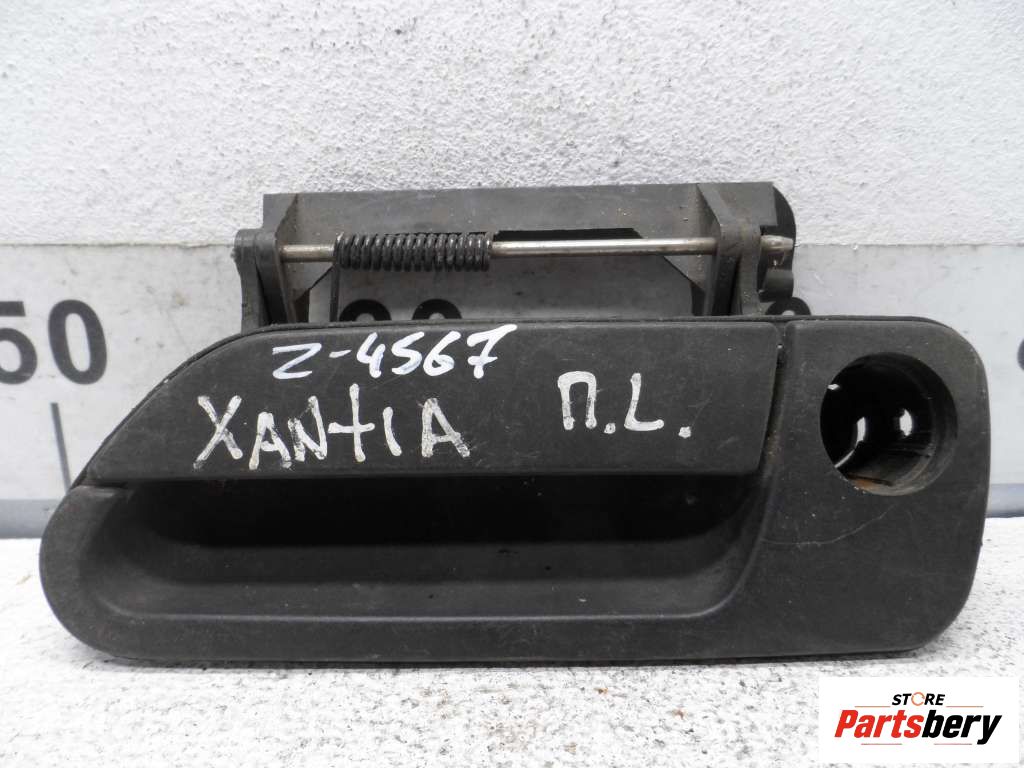 50
Z-4567
XANTIA П.L.
STORE
Partsbery